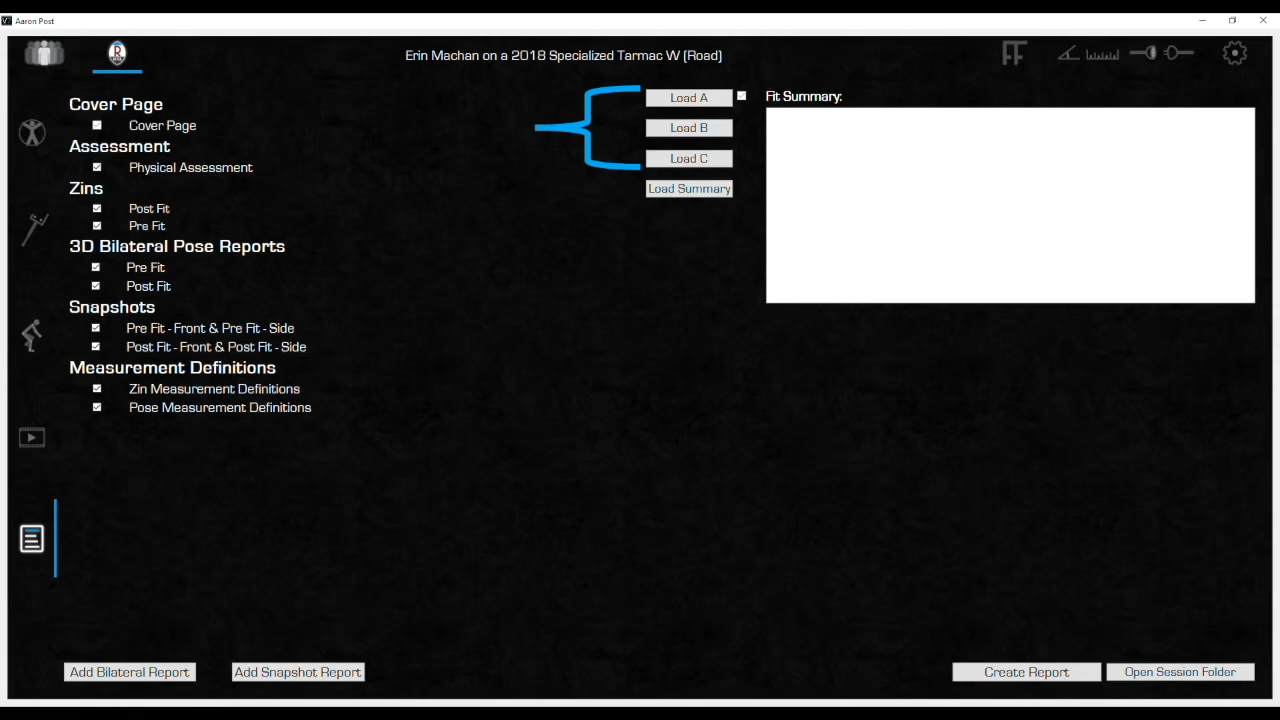 Aaron Post
Erin Machan on a 2018 Specialized Tarmac W (Road)
Cover Page
Cover Page
Assessment
Physical Assessment
Zins
Post Fit
Pre Fit
3D Bilateral Pose Reports
Pre Fit
Post Fit
Snapshots
Pre Fit - Front & Pre Fit - Side
Post Fit - Front & Post Fit - Side
Measurement Definitions
Zin Measurement Definitions
Pose Measurement Definitions
Load A
Load B
Load C
Load Summary
Fit Summary:
Add Bilateral Report
Add Snapshot Report
Create Report
Open Session Folder